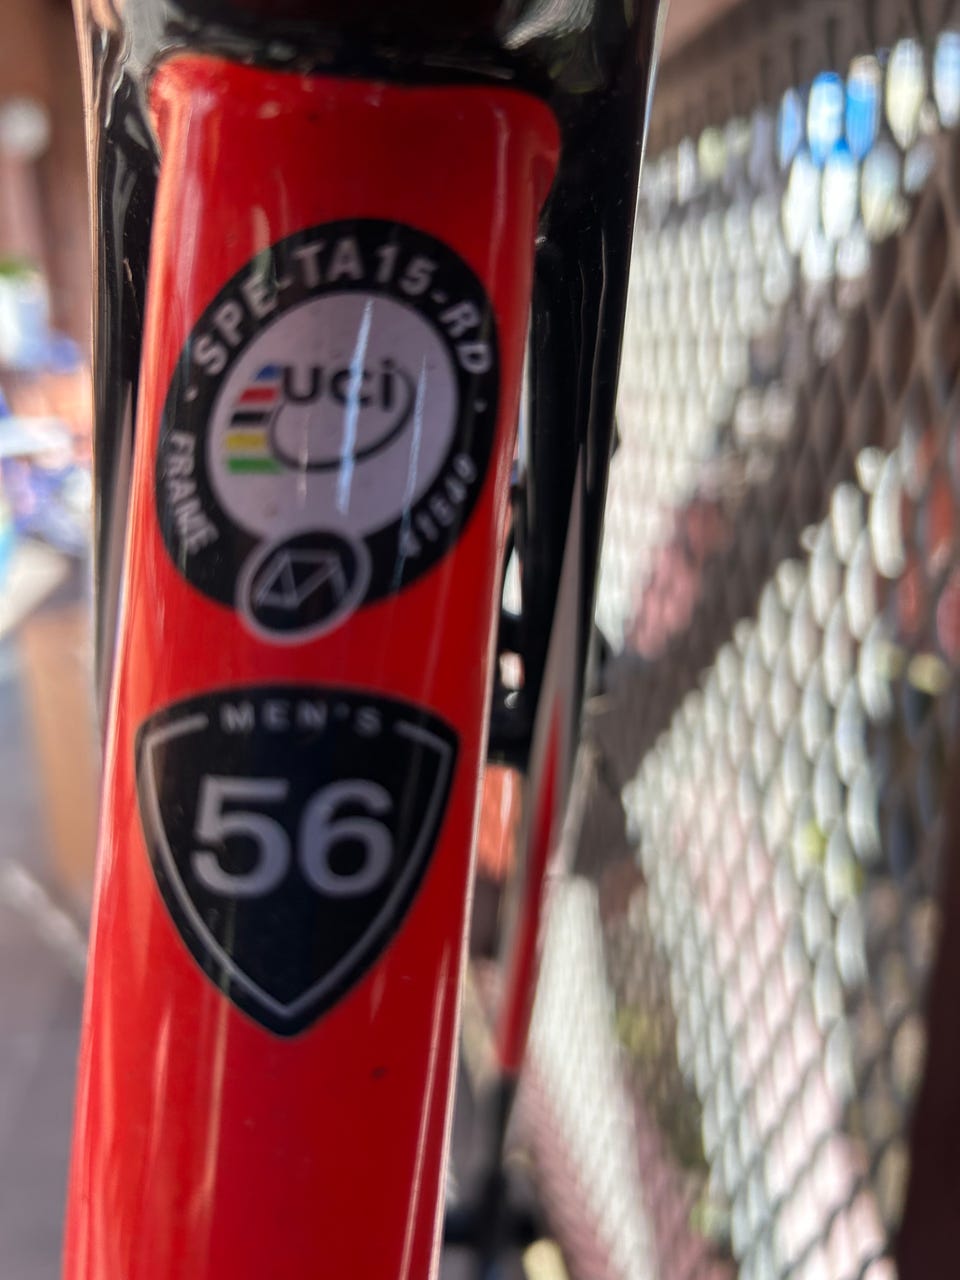 SPE-TA15-RD
UCi
FRAME
MEN'S
56